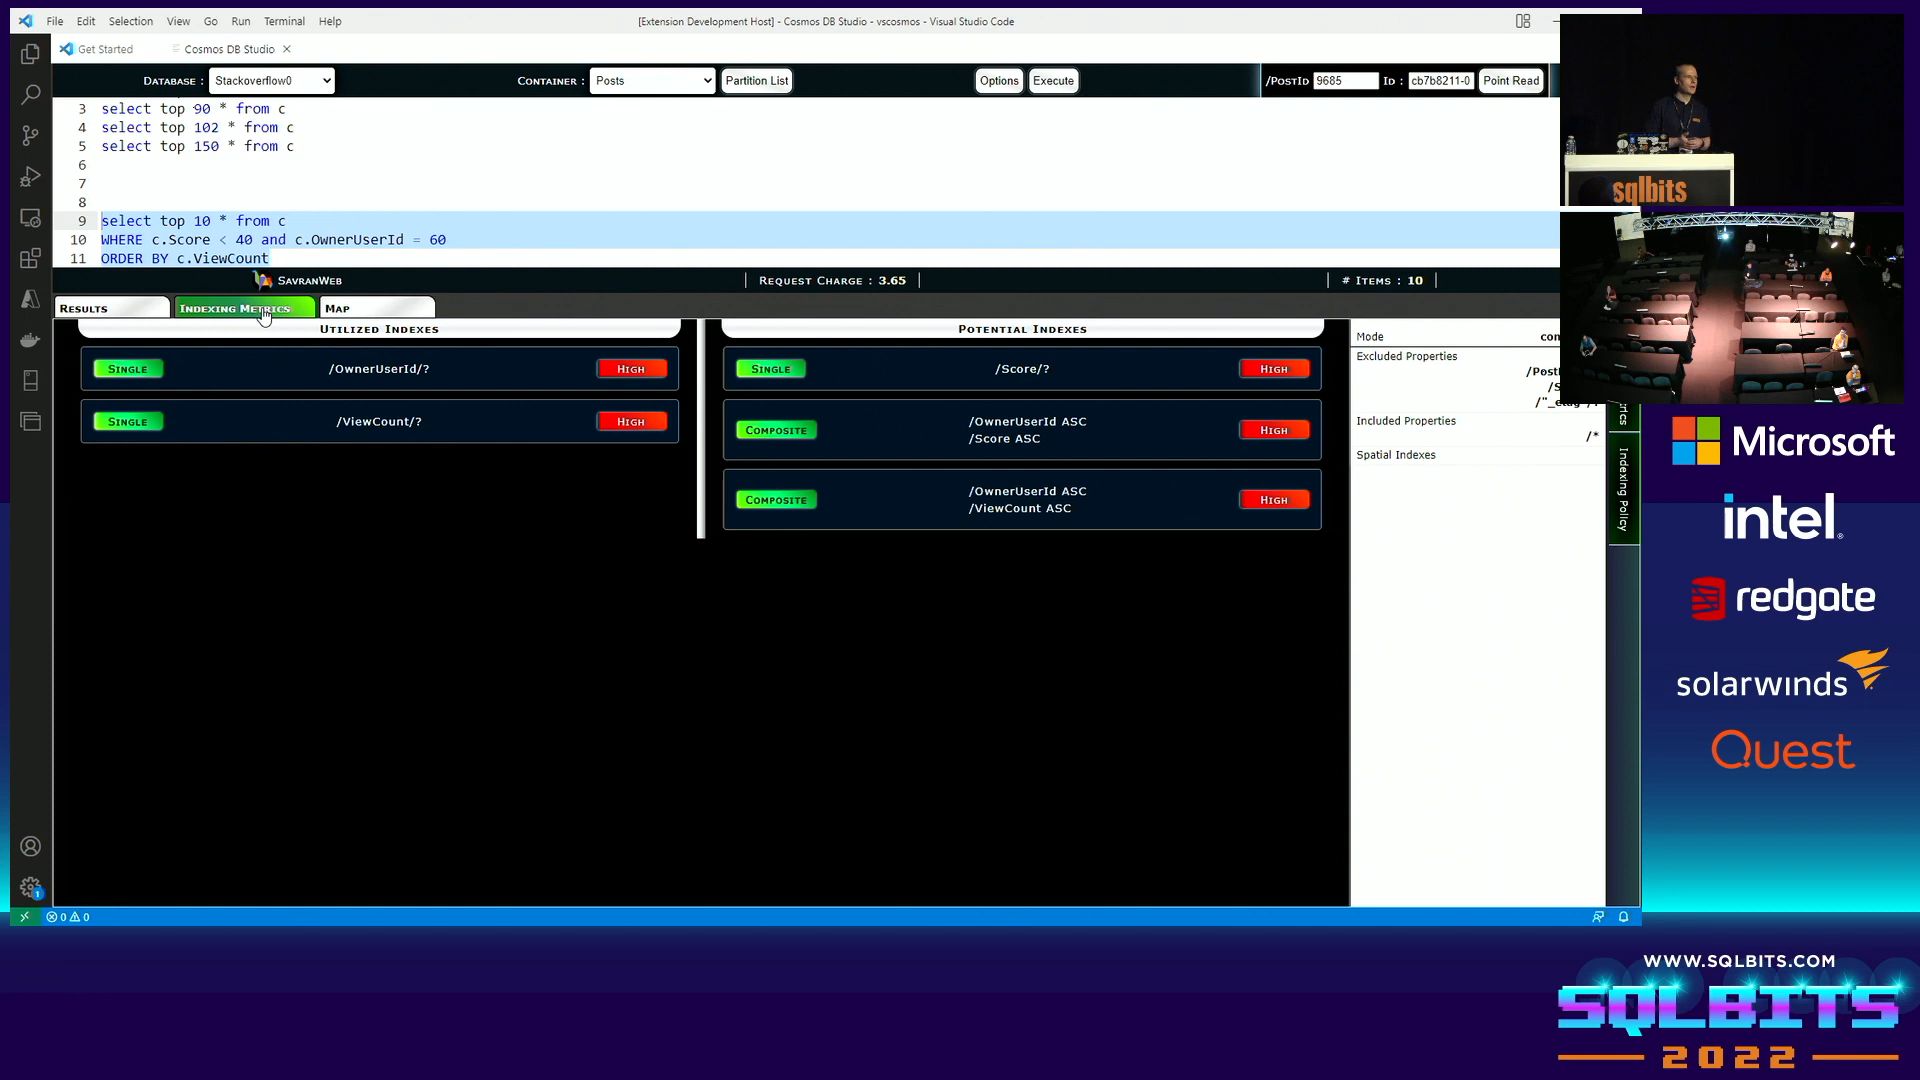 File Edit Selection View Go Run Terminal Help
[Extension Development Host] - Cosmos DB Studio - vscosmos - Visual Studio Code
Get Started
Cosmos DB Studio
DATABASE : Stackoverflow0
CONTAINER : Posts
Partition List
Options
Execute
/POSTID 9685 ID : cb7b8211-0
Point Read
3 select top 90 * from c
4 select top 102 * from c
5 select top 150 * from c
6
7
8
9 select top 10 * from c
10 WHERE c.Score < 40 and c.OwnerUserId = 60
11 ORDER BY c.ViewCount
SAVRANWEB
REQUEST CHARGE : 3.65
# ITEMS : 10
RESULTS
INDEXING METRICS
MAP
UTILIZED INDEXES
SINGLE /OwnerUserId/? HIGH
SINGLE /ViewCount/? HIGH
POTENTIAL INDEXES
SINGLE /Score/? HIGH
COMPOSITE /OwnerUserId ASC
/Score ASC HIGH
COMPOSITE /OwnerUserId ASC
/ViewCount ASC HIGH
Mode
Excluded Properties
Included Properties
/*
Spatial Indexes
Indexing Policy
0 0
1
sqlbits
Microsoft
intel.
redgate
solarwinds
Quest
WWW.SQLBITS.COM
SQLBITS
2022